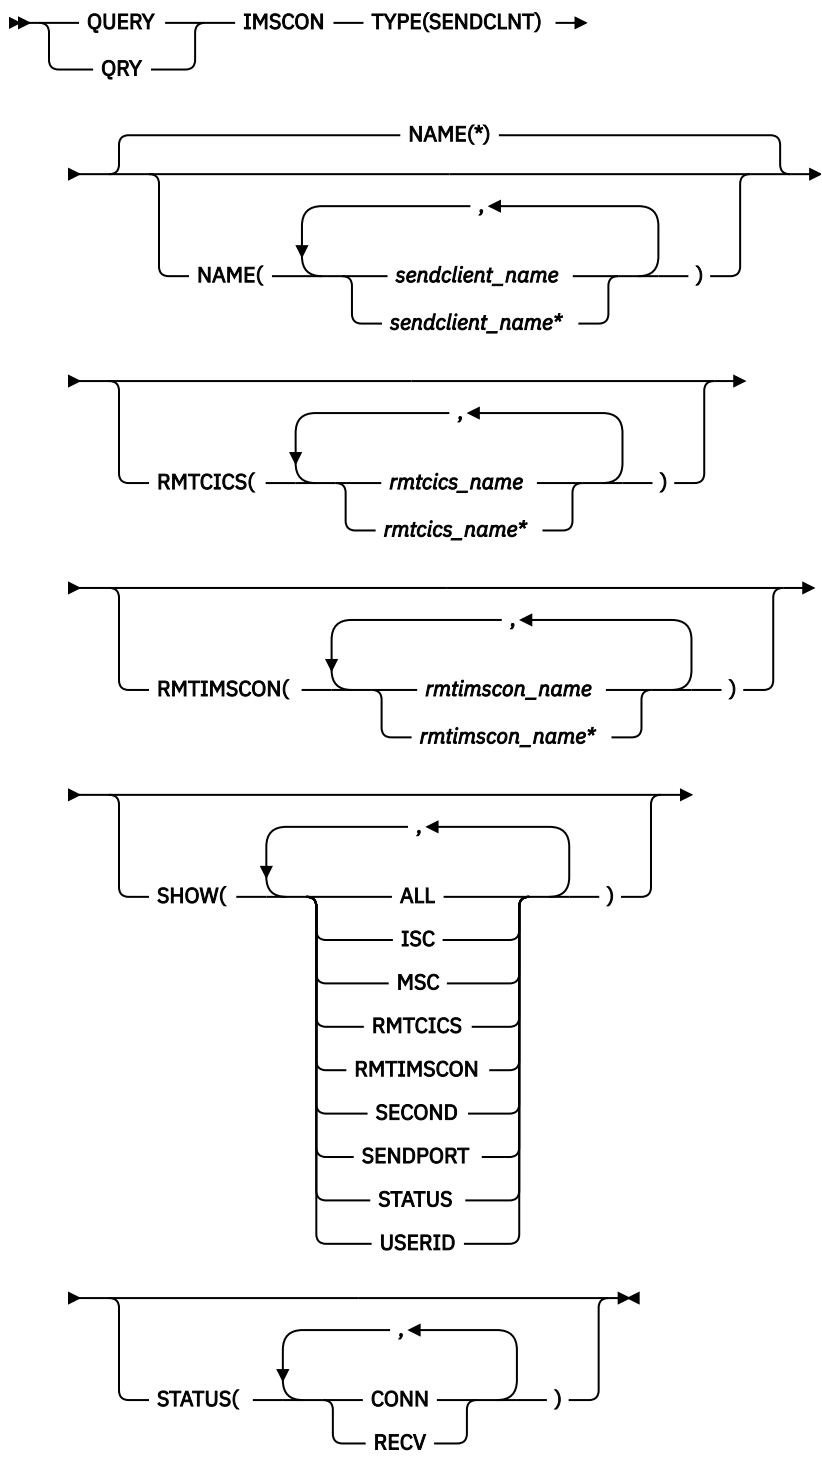 QUERY IMSCON TYPE(SENDCLNT)
QRY
NAME(*)
,
NAME( sendclient_name )
sendclient_name*
,
RMTCICS( rmtcics_name )
rmtcics_name*
,
RMTIMSCON( rmtimscon_name )
rmtimscon_name*
,
SHOW( ALL )
ISC
MSC
RMTCICS
RMTIMSCON
SECOND
SENDPORT
STATUS
USERID
,
STATUS( CONN )
RECV